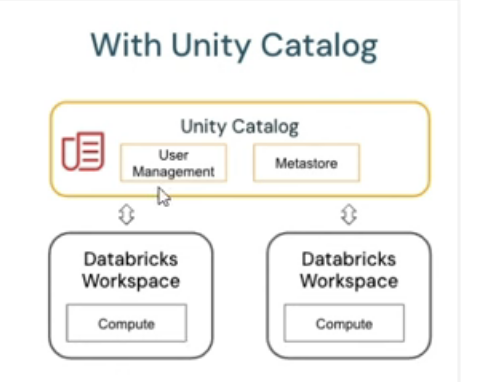 With Unity Catalog
Unity Catalog
User
Management
Metastore
Databricks
Workspace
Compute
Databricks
Workspace
Compute